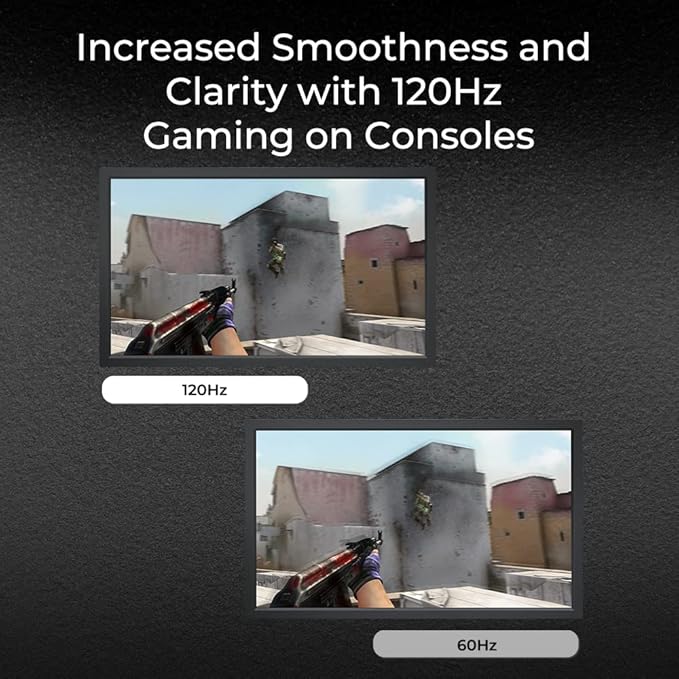 Increased Smoothness and
Clarity with 120Hz
Gaming on Consoles
120Hz
60Hz